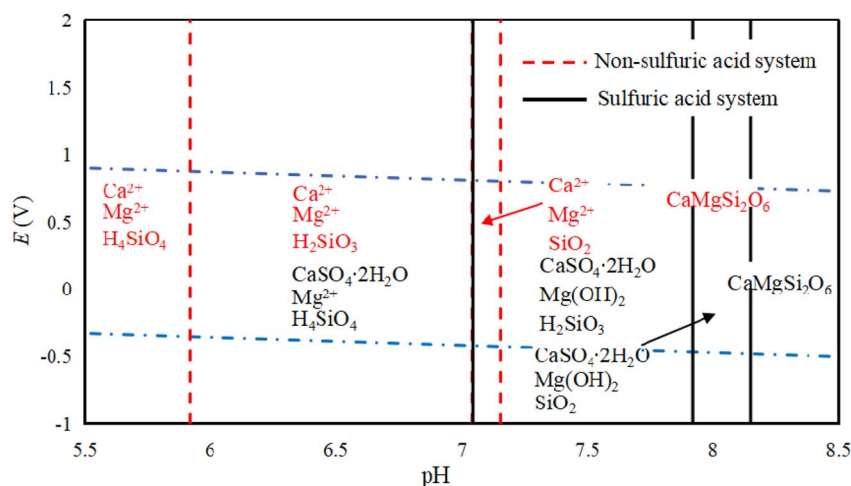 2
1.5
1
0.5
0
-0.5
-1
E (V)
5.5
6
6.5
7
7.5
8
8.5
pH
Non-sulfuric acid system
Sulfuric acid system
Ca²⁺
Mg²⁺
H₄SiO₄
Ca²⁺
Mg²⁺
H₂SiO₃
CaSO₄·2H₂O
Mg²⁺
H₄SiO₄
Ca²⁺
Mg²⁺
SiO₂
CaSO₄·2H₂O
Mg(OH)₂
H₂SiO₃
CaSO₄·2H₂O
Mg(OH)₂
SiO₂
CaMgSi₂O₆
CaMgSi₂O₆